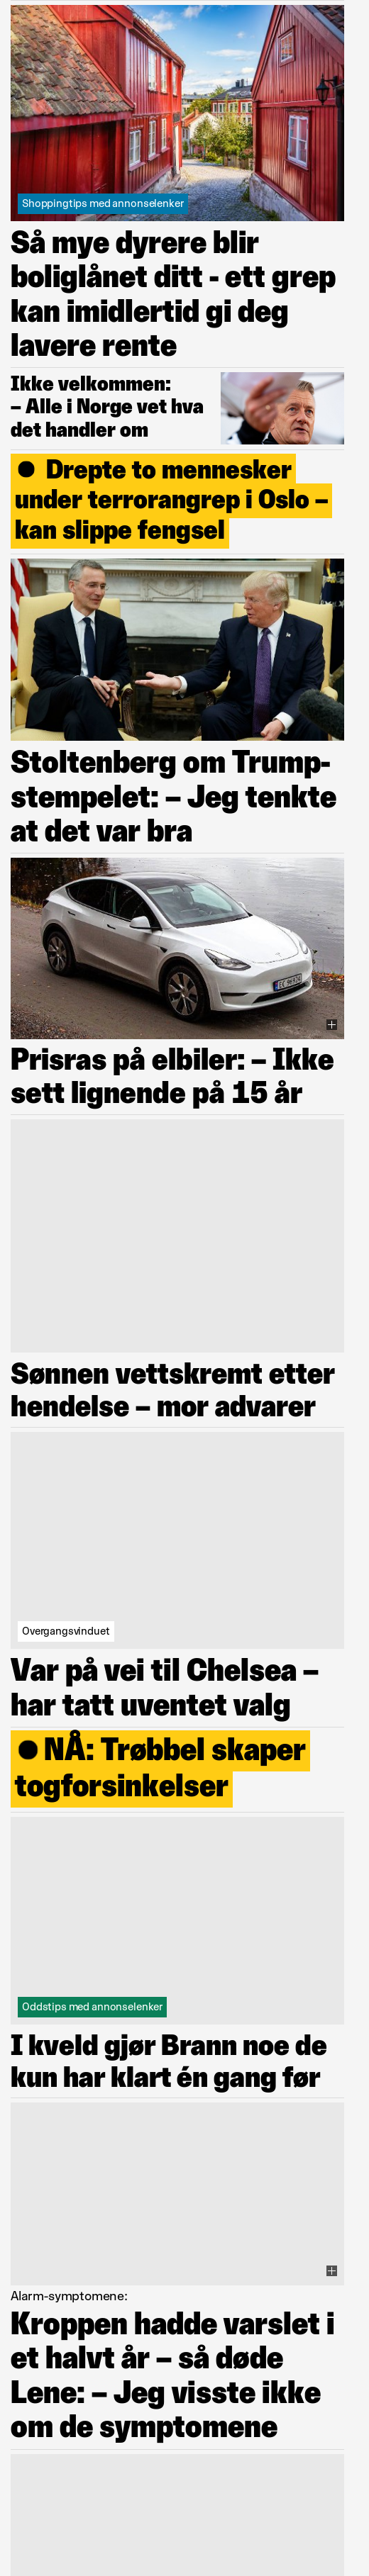 Shoppingtips med annonselenker
Så mye dyrere blir
boliglånet ditt - ett grep
kan imidlertid gi deg
lavere rente
Ikke velkommen:
– Alle i Norge vet hva
det handler om
Drepte to mennesker
under terrorangrep i Oslo –
kan slippe fengsel
Stoltenberg om Trump-
stempelet: – Jeg tenkte
at det var bra
Prisras på elbiler: – Ikke
sett lignende på 15 år
Sønnen vettskremt etter
hendelse – mor advarer
Overgangsvinduet
Var på vei til Chelsea –
har tatt uventet valg
NÅ: Trøbbel skaper
togforsinkelser
Oddstips med annonselenker
I kveld gjør Brann noe de
kun har klart én gang før
Alarm-symptomene:
Kroppen hadde varslet i
et halvt år – så døde
Lene: – Jeg visste ikke
om de symptomene